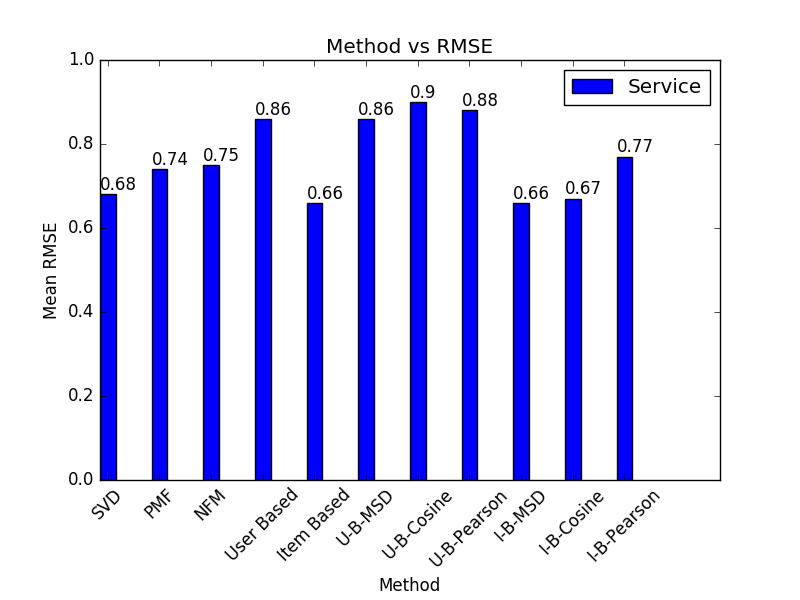 Method vs RMSE
Service
1.0
0.8
0.6
0.4
0.2
0.0
Mean RMSE
0.68
0.74
0.75
0.86
0.66
0.86
0.9
0.88
0.66
0.67
0.77
SVD
PMF
NFM
User Based
Item Based
U-B-MSD
U-B-Cosine
U-B-Pearson
I-B-MSD
I-B-Cosine
I-B-Pearson
Method